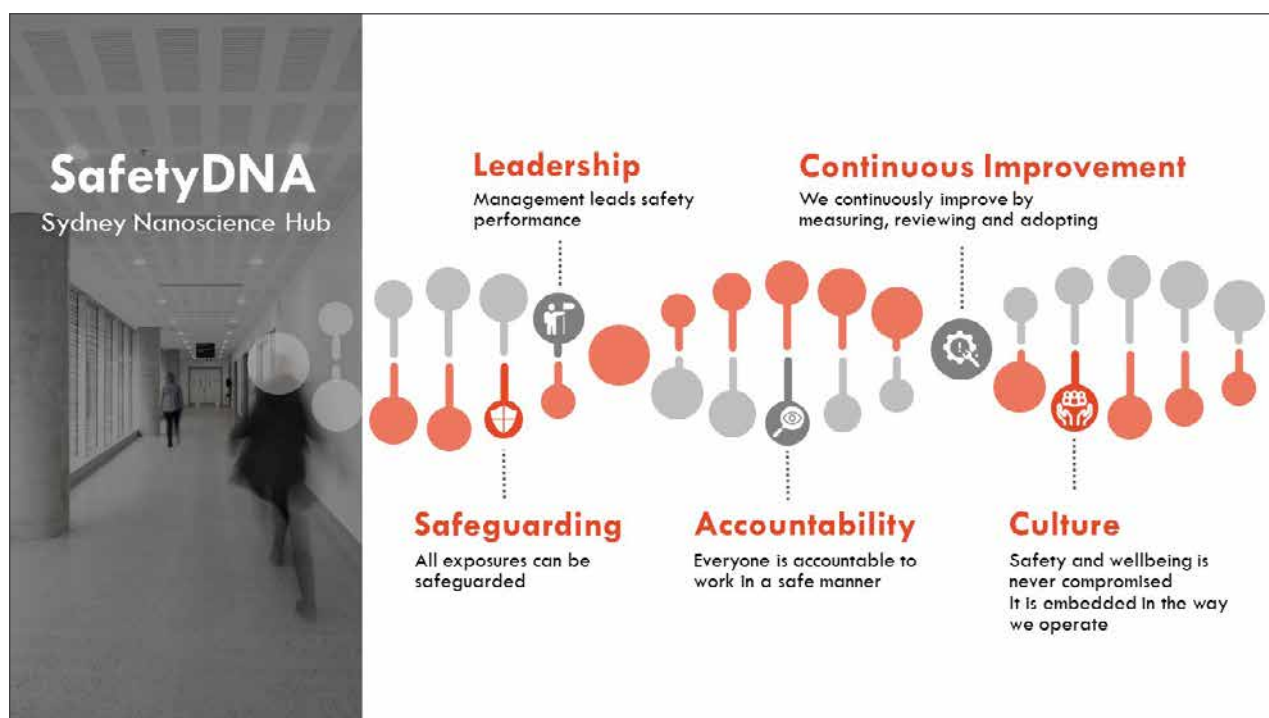 SafetyDNA
Sydney Nanoscience Hub
Leadership
Management leads safety
performance
Continuous Improvement
We continuously improve by
measuring, reviewing and adopting
Safeguarding
All exposures can be
safeguarded
Accountability
Everyone is accountable to
work in a safe manner
Culture
Safety and wellbeing is
never compromised
It is embedded in the way
we operate